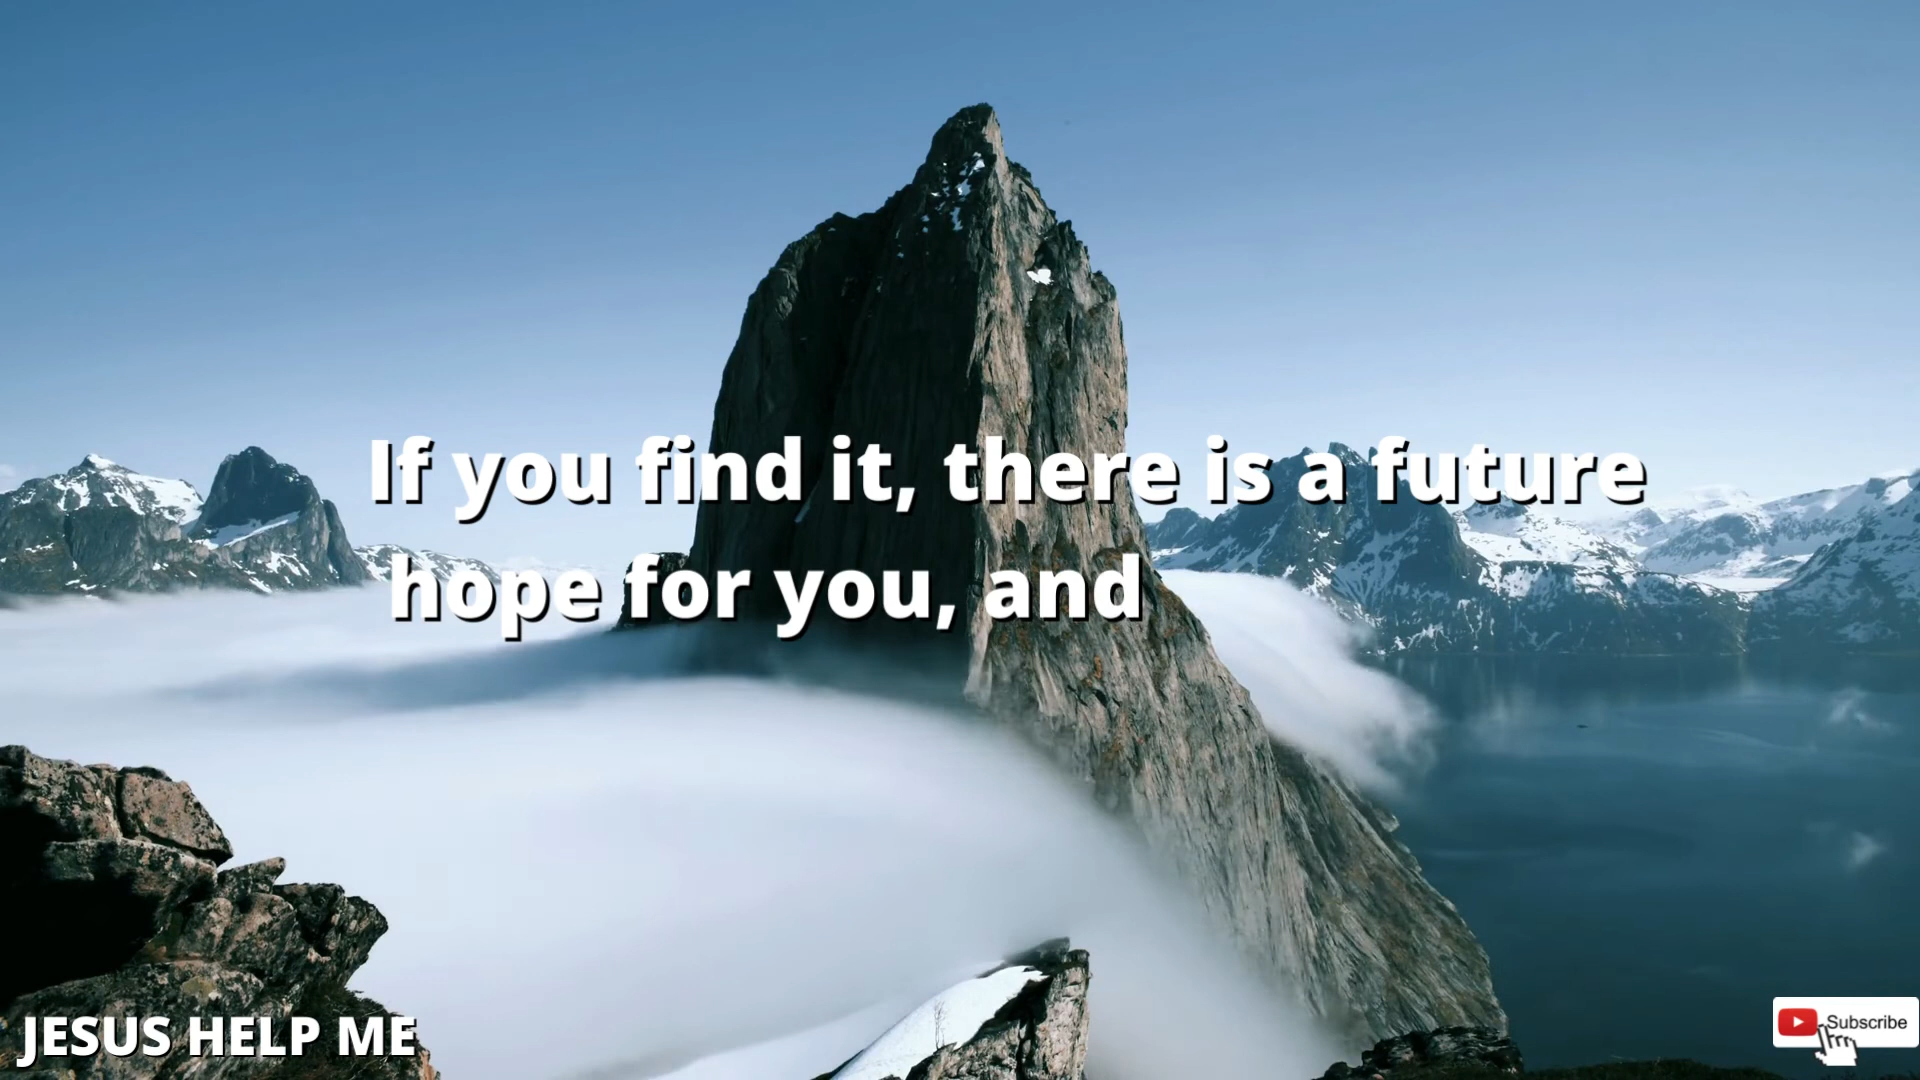 If you find it, there is a future
hope for you, and
JESUS HELP ME
Subscribe